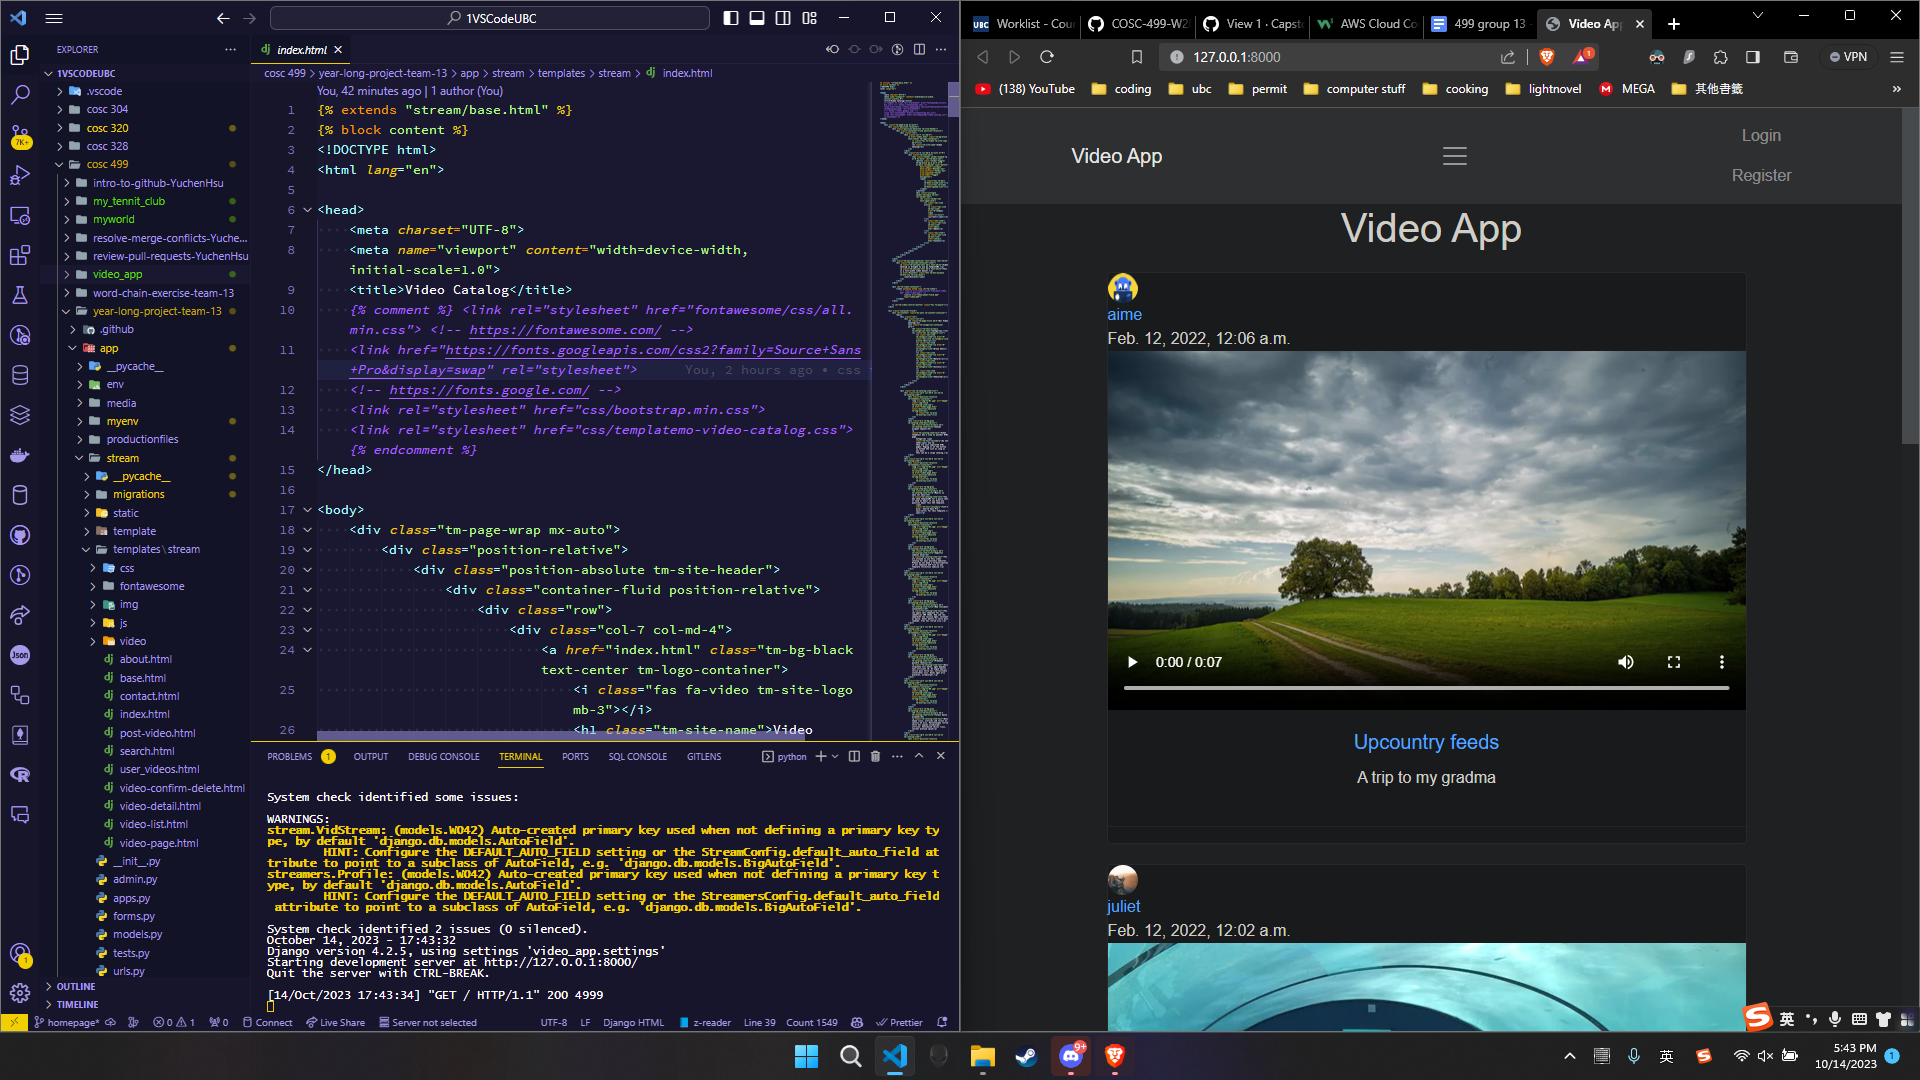 1VSCodeUBC
EXPLORER
1VSCODEUBC
.vscode
cosc 304
cosc 320
cosc 328
cosc 499
intro-to-github-YuchenHsu
my_tennit_club
myworld
resolve-merge-conflicts-Yuche...
review-pull-requests-YuchenHsu
video_app
word-chain-exercise-team-13
year-long-project-team-13
.github
app
__pycache__
env
media
myenv
productionfiles
stream
__pycache__
migrations
static
template
templates\stream
css
fontawesome
img
js
video
about.html
base.html
contact.html
index.html
post-video.html
search.html
user_videos.html
video-confirm-delete.html
video-detail.html
video-list.html
video-page.html
__init__.py
admin.py
apps.py
forms.py
models.py
tests.py
urls.py
OUTLINE
TIMELINE
7K+
Json
1
index.html
cosc 499 > year-long-project-team-13 > app > stream > templates > stream > index.html
You, 42 minutes ago | 1 author (You)
1 {% extends "stream/base.html" %}
2 {% block content %}
3 <!DOCTYPE html>
4 <html lang="en">
5
6 <head>
7 <meta charset="UTF-8">
8 <meta name="viewport" content="width=device-width,
initial-scale=1.0">
9 <title>Video Catalog</title>
10 {% comment %} <link rel="stylesheet" href="fontawesome/css/all.
min.css"> <!-- https://fontawesome.com/ -->
11 <link href="https://fonts.googleapis.com/css2?family=Source+Sans
+Pro&display=swap" rel="stylesheet"> You, 2 hours ago • css
12 <!-- https://fonts.google.com/ -->
13 <link rel="stylesheet" href="css/bootstrap.min.css">
14 <link rel="stylesheet" href="css/templatemo-video-catalog.css">
{% endcomment %}
15 </head>
16
17 <body>
18 <div class="tm-page-wrap mx-auto">
19 <div class="position-relative">
20 <div class="position-absolute tm-site-header">
21 <div class="container-fluid position-relative">
22 <div class="row">
23 <div class="col-7 col-md-4">
24 <a href="index.html" class="tm-bg-black
text-center tm-logo-container">
25 <i class="fas fa-video tm-site-logo
mb-3"></i>
26 <h1 class="tm-site-name">Video
PROBLEMS 1 OUTPUT DEBUG CONSOLE TERMINAL PORTS SQL CONSOLE GITLENS python
System check identified some issues:
WARNINGS:
stream.VidStream: (models.W042) Auto-created primary key used when not defining a primary key ty
pe, by default 'django.db.models.AutoField'.
HINT: Configure the DEFAULT_AUTO_FIELD setting or the StreamConfig.default_auto_field at
tribute to point to a subclass of AutoField, e.g. 'django.db.models.BigAutoField'.
streamers.Profile: (models.W042) Auto-created primary key used when not defining a primary key t
ype, by default 'django.db.models.AutoField'.
HINT: Configure the DEFAULT_AUTO_FIELD setting or the StreamersConfig.default_auto_field
attribute to point to a subclass of AutoField, e.g. 'django.db.models.BigAutoField'.
System check identified 2 issues (0 silenced).
October 14, 2023 - 17:43:32
Django version 4.2.5, using settings 'video_app.settings'
Starting development server at http://127.0.0.1:8000/
Quit the server with CTRL-BREAK.
[14/Oct/2023 17:43:34] "GET / HTTP/1.1" 200 4999
homepage* 0 1 0 Connect Live Share Server not selected UTF-8 LF Django HTML z-reader Line 39 Count 1549 Prettier
UBC Worklist - Cou COSC-499-W2 View 1 · Capst AWS Cloud Co 499 group 13 Video Ap
127.0.0.1:8000 1 VPN
(138) YouTube coding ubc permit computer stuff cooking lightnovel MEGA 其他書籤
Video App
Login
Register
Video App
aime
Feb. 12, 2022, 12:06 a.m.
0:00 / 0:07
Upcountry feeds
A trip to my gradma
juliet
Feb. 12, 2022, 12:02 a.m.
英
9+
英
5:43 PM
10/14/2023
1